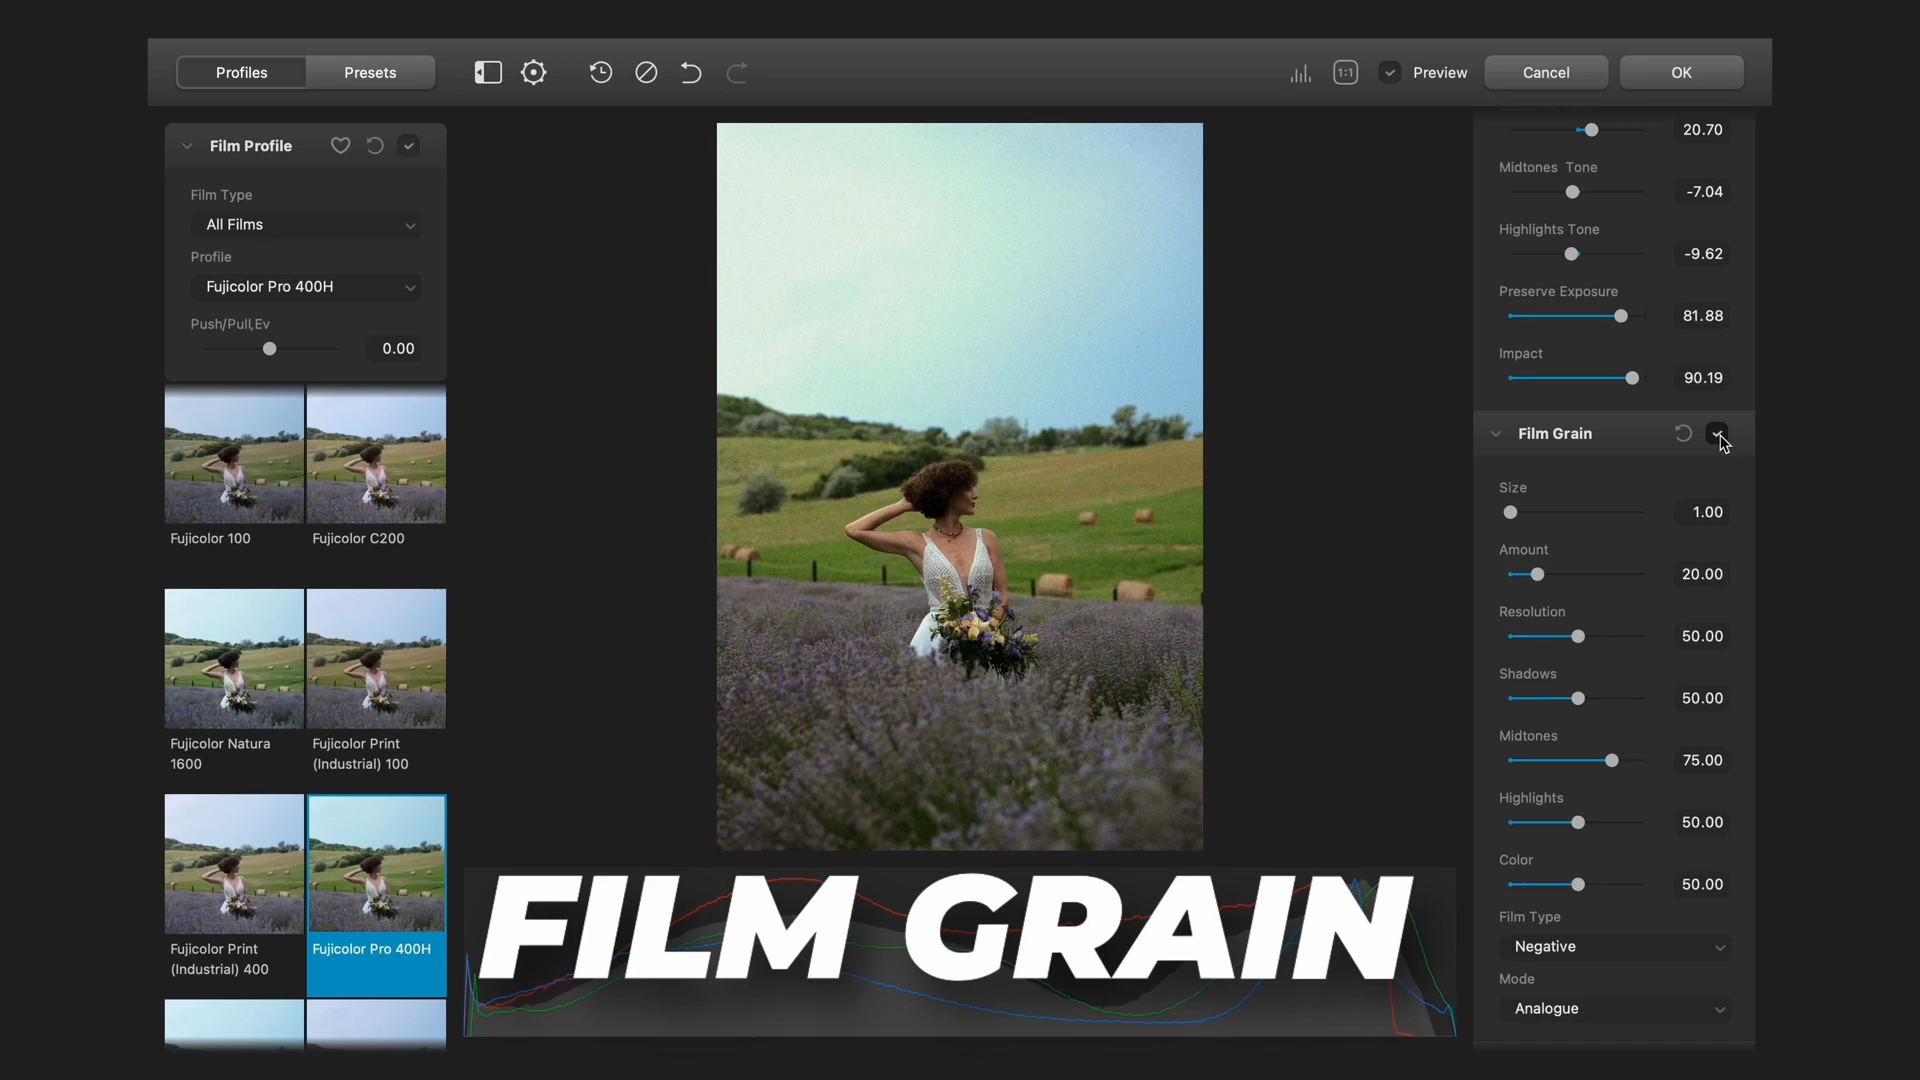 Profiles
Presets
1:1
Preview
Cancel
OK
Film Profile
Film Type
All Films
Profile
Fujicolor Pro 400H
Push/Pull,Ev
0.00
Fujicolor 100
Fujicolor C200
Fujicolor Natura
1600
Fujicolor Print
(Industrial) 100
Fujicolor Print
(Industrial) 400
Fujicolor Pro 400H
FILM GRAIN
20.70
Midtones Tone
-7.04
Highlights Tone
-9.62
Preserve Exposure
81.88
Impact
90.19
Film Grain
Size
1.00
Amount
20.00
Resolution
50.00
Shadows
50.00
Midtones
75.00
Highlights
50.00
Color
50.00
Film Type
Negative
Mode
Analogue